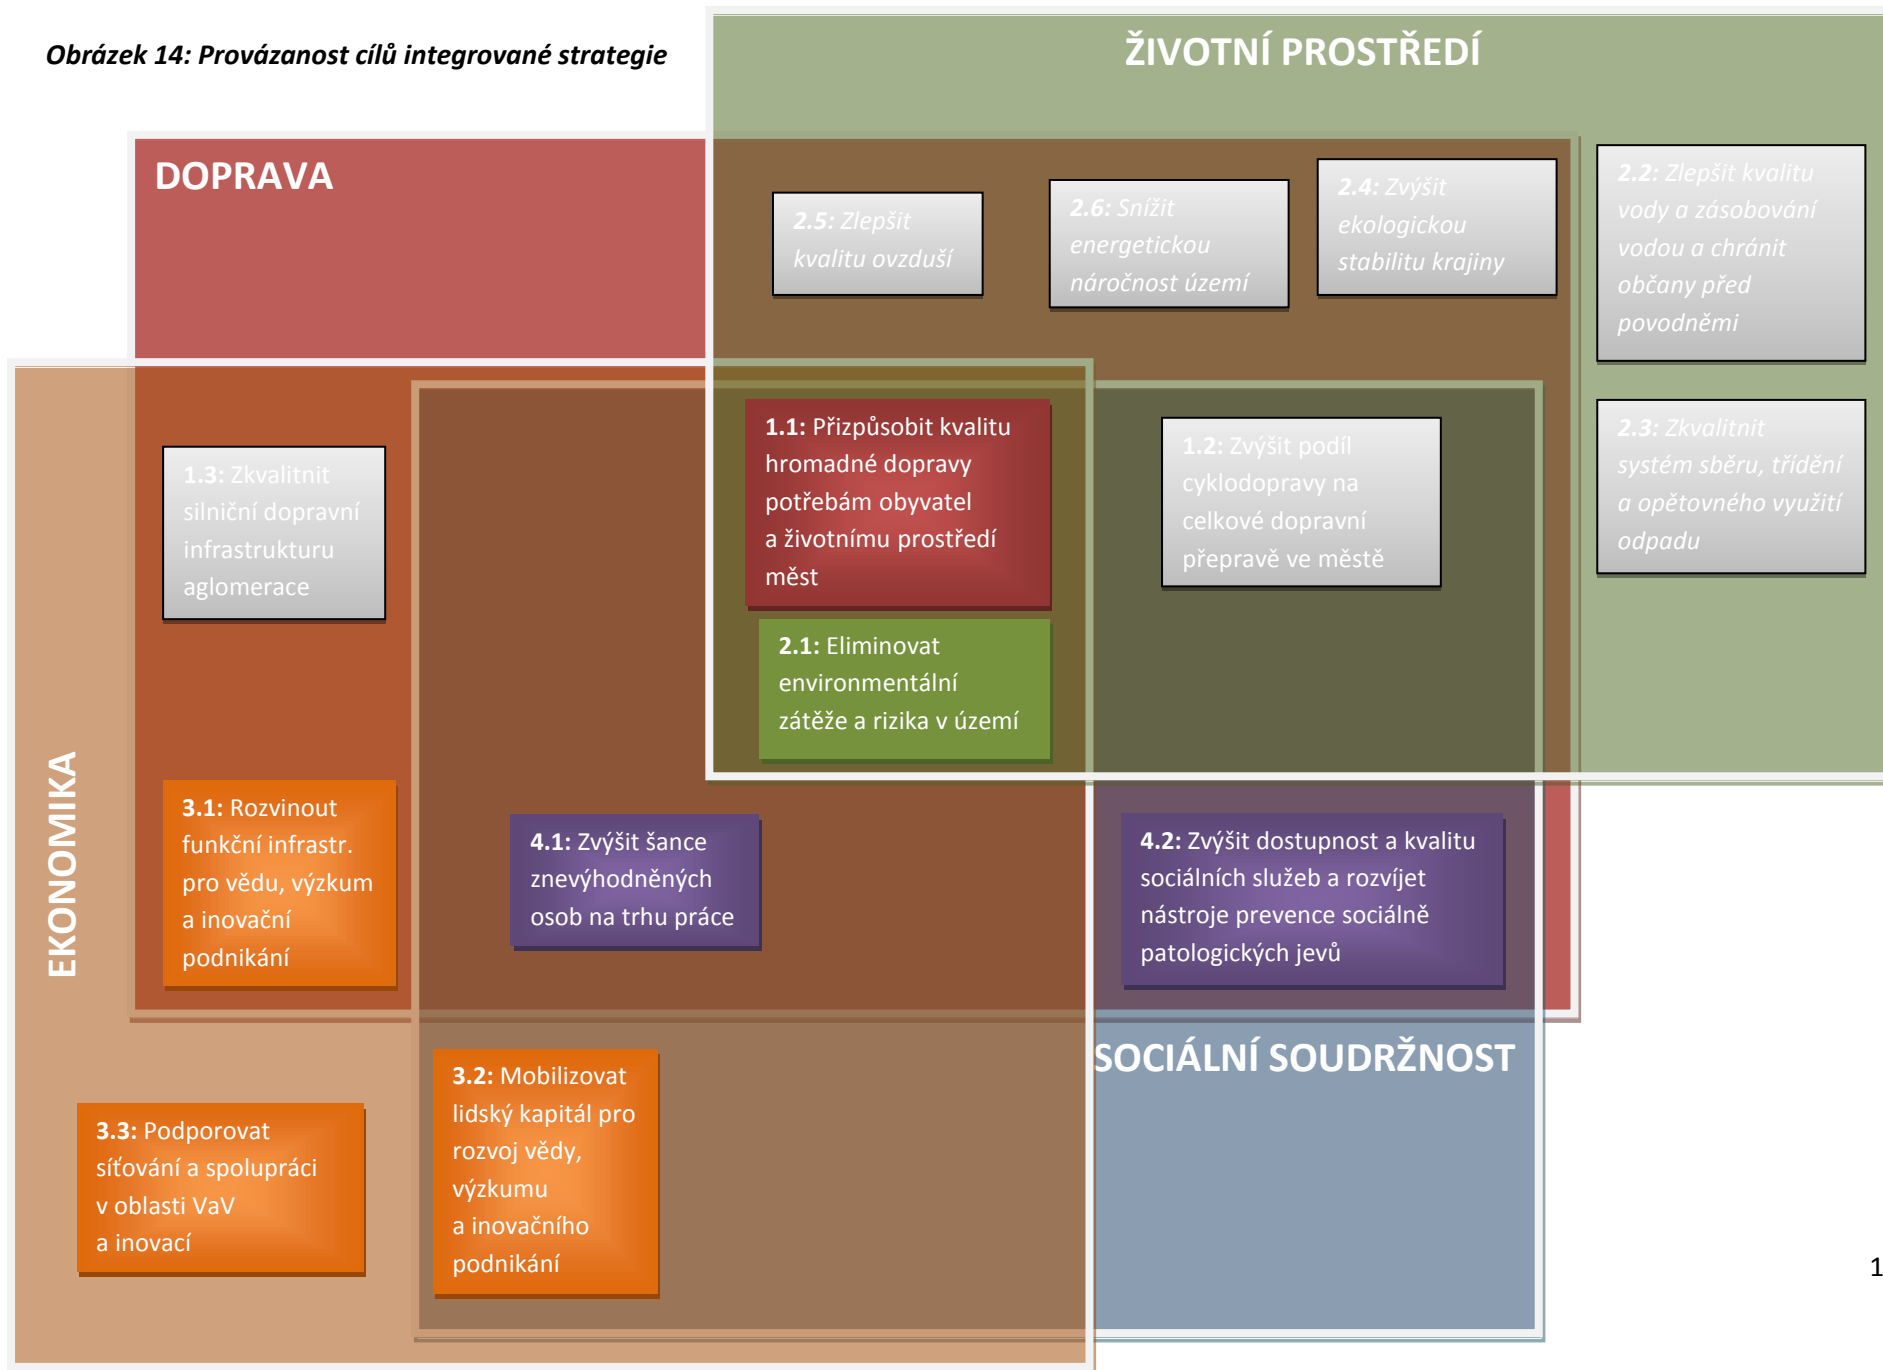 Obrázek 14: Provázanost cílů integrované strategie
ŽIVOTNÍ PROSTŘEDÍ
DOPRAVA
2.5: Zlepšit
kvalitu ovzduší
2.6: Snížit
energetickou
náročnost území
2.4: Zvýšit
ekologickou
stabilitu krajiny
2.2: Zlepšit kvalitu
vody a zásobování
vodou a chránit
občany před
povodněmi
1.3: Zkvalitnit
silniční dopravní
infrastrukturu
aglomerace
1.1: Přizpůsobit kvalitu
hromadné dopravy
potřebám obyvatel
a životnímu prostředí
měst
1.2: Zvýšit podíl
cyklodopravy na
celkové dopravní
přepravě ve městě
2.3: Zkvalitnit
systém sběru, třídění
a opětovného využití
odpadu
2.1: Eliminovat
environmentální
zátěže a rizika v území
EKONOMIKA
3.1: Rozvinout
funkční infrastr.
pro vědu, výzkum
a inovační
podnikání
4.1: Zvýšit šance
znevýhodněných
osob na trhu práce
4.2: Zvýšit dostupnost a kvalitu
sociálních služeb a rozvíjet
nástroje prevence sociálně
patologických jevů
SOCIÁLNÍ SOUDRŽNOST
3.3: Podporovat
síťování a spolupráci
v oblasti VaV
a inovací
3.2: Mobilizovat
lidský kapitál pro
rozvoj vědy,
výzkumu
a inovačního
podnikání
1